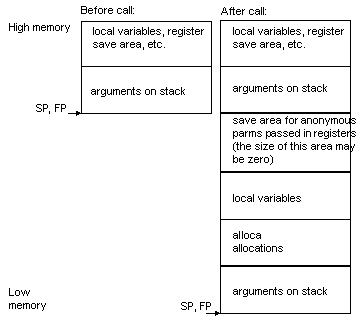 Before call:
After call:
High memory
local variables, register
save area, etc.
local variables, register
save area, etc.
arguments on stack
arguments on stack
SP, FP
save area for anonymous
parms passed in registers
(the size of this area may
be zero)
local variables
alloca
allocations
Low
memory
arguments on stack
SP, FP